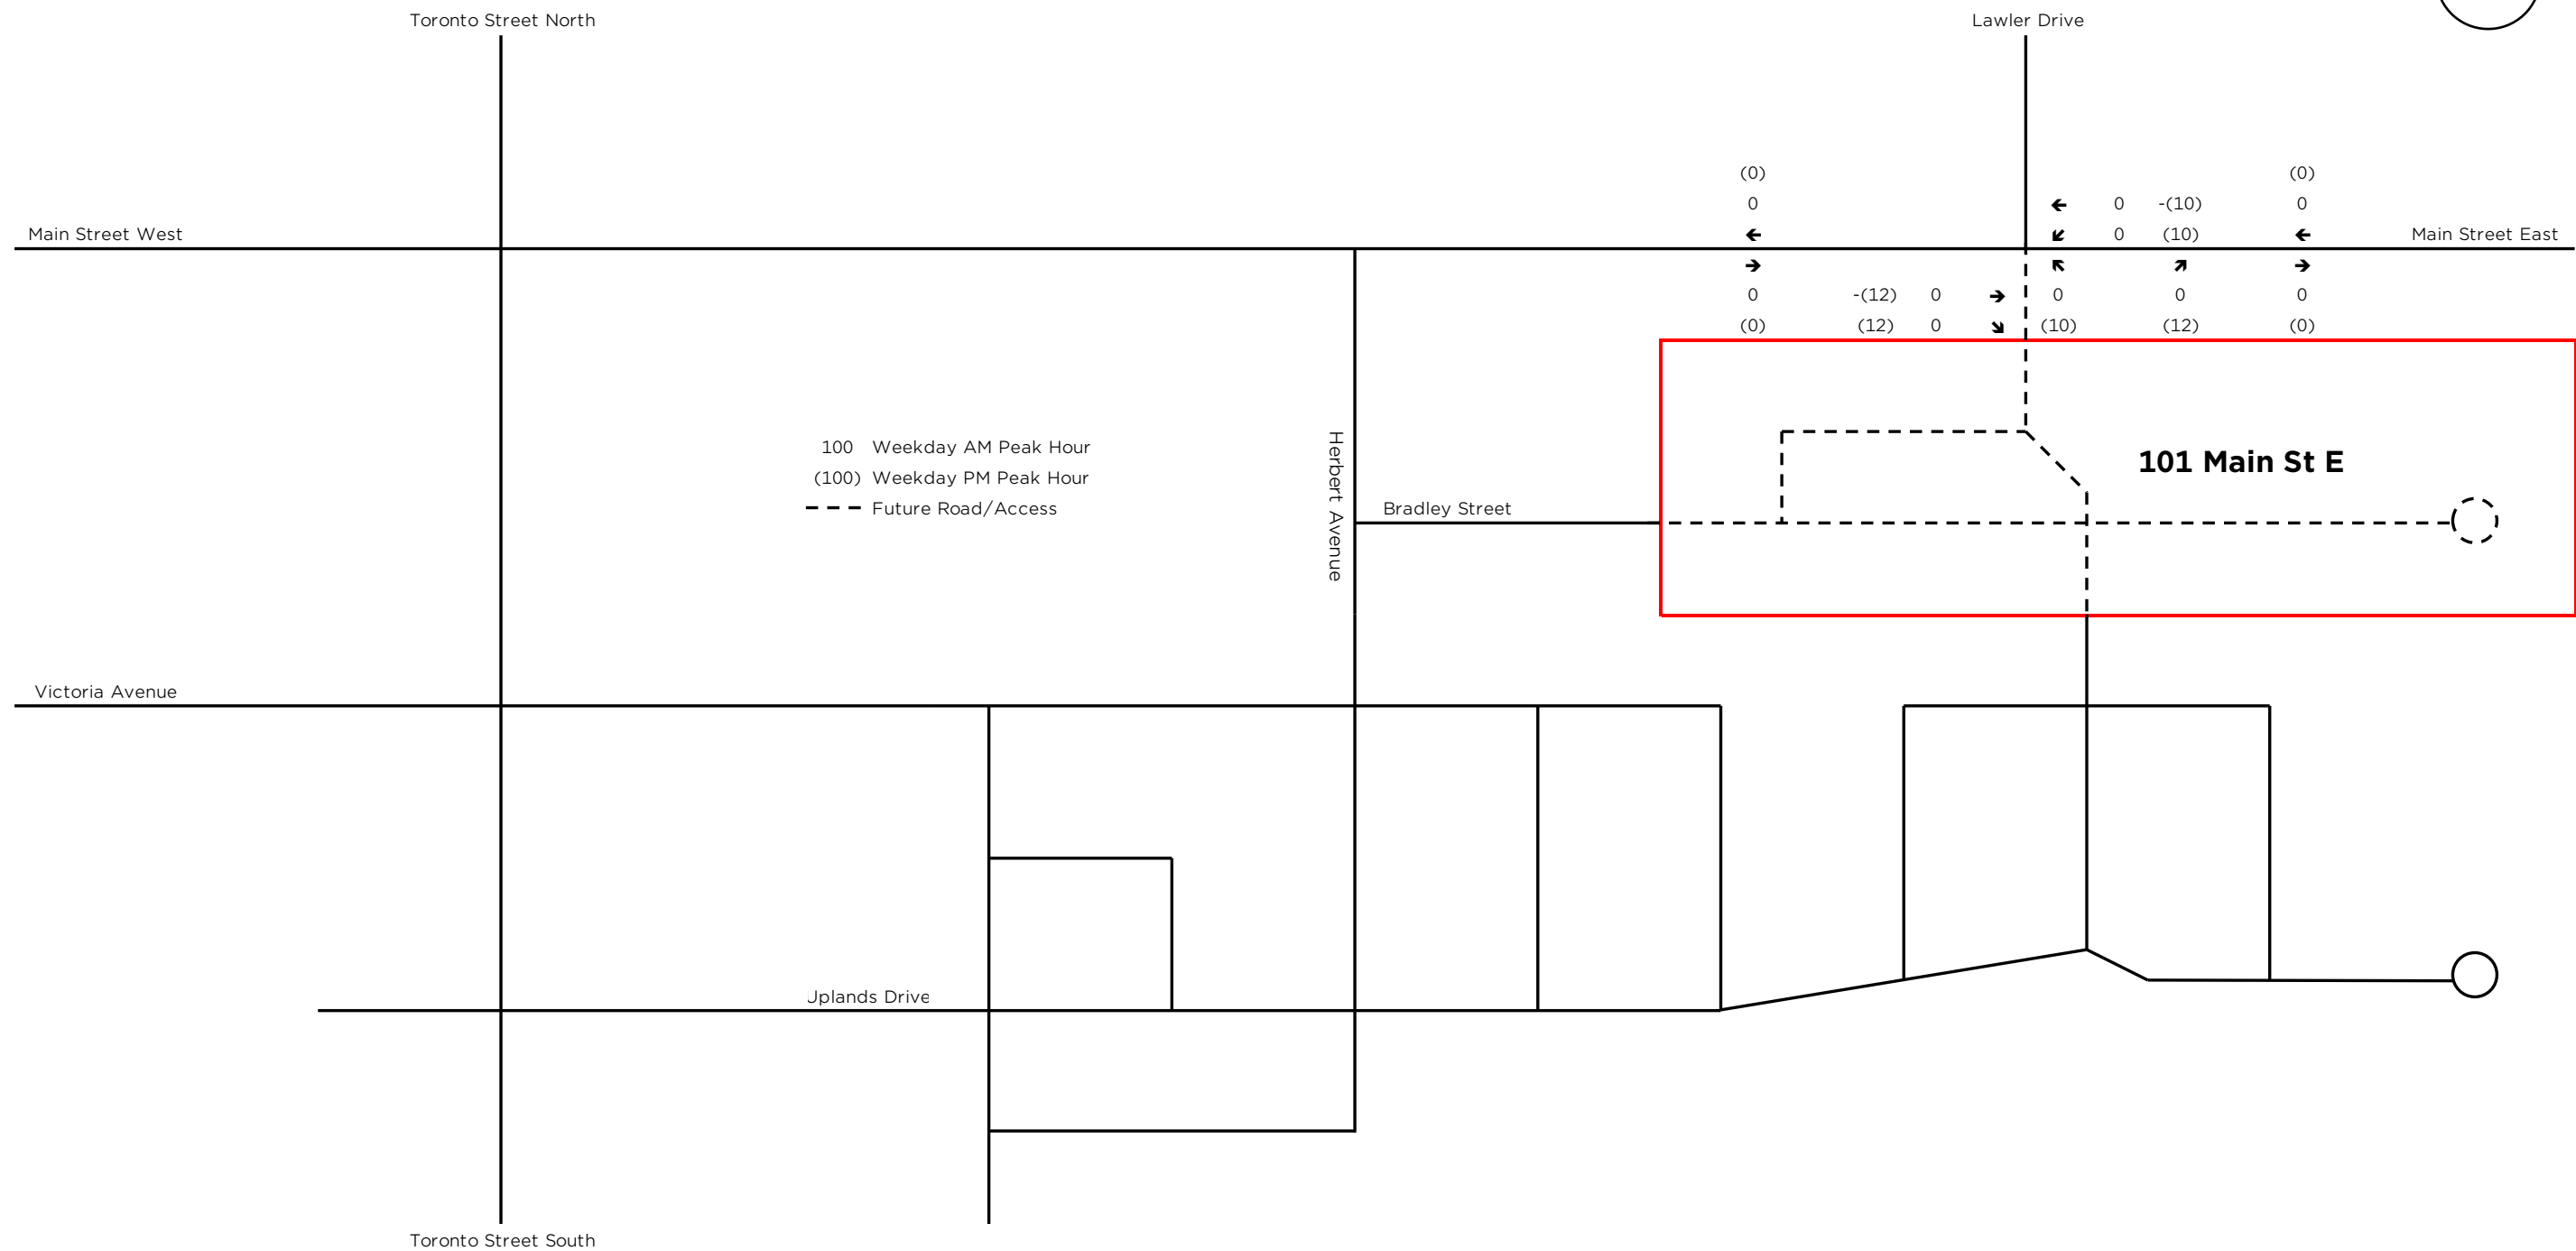 Toronto Street North
Lawler Drive
(0)
(0)
0
← 0 -(10)
0
Main Street West
←
↙ 0 (10)
←
Main Street East
→
↖
↗
→
0
-(12) 0 →
0
0
0
(0)
(12) 0 ↘
(10)
(12)
(0)
100 Weekday AM Peak Hour
(100) Weekday PM Peak Hour
Future Road/Access
Herbert Avenue
101 Main St E
Bradley Street
Victoria Avenue
Uplands Drive
Toronto Street South